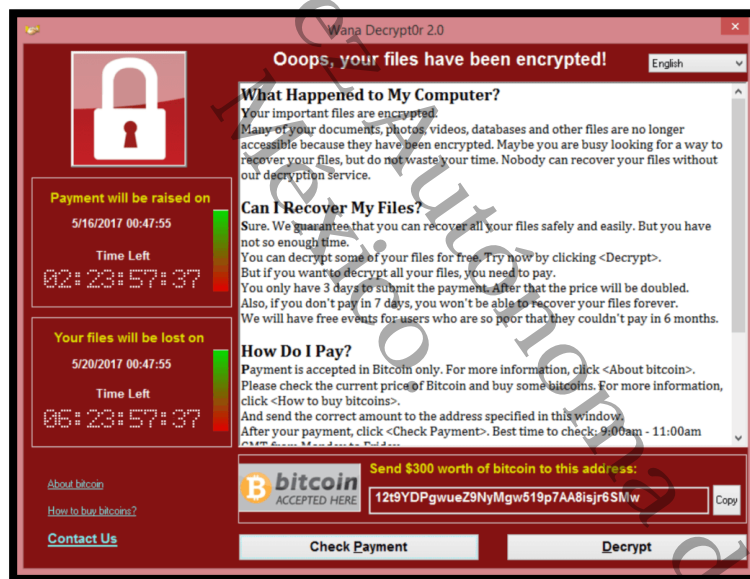 Wana Decrypt0r 2.0
Ooops, your files have been encrypted!
English
What Happened to My Computer?
Your important files are encrypted.
Many of your documents, photos, videos, databases and other files are no longer
accessible because they have been encrypted. Maybe you are busy looking for a way to
recover your files, but do not waste your time. Nobody can recover your files without
our decryption service.
Can I Recover My Files?
Sure. We guarantee that you can recover all your files safely and easily. But you have
not so enough time.
You can decrypt some of your files for free. Try now by clicking <Decrypt>.
But if you want to decrypt all your files, you need to pay.
You only have 3 days to submit the payment. After that the price will be doubled.
Also, if you don't pay in 7 days, you won't be able to recover your files forever.
We will have free events for users who are so poor that they couldn't pay in 6 months.
How Do I Pay?
Payment is accepted in Bitcoin only. For more information, click <About bitcoin>.
Please check the current price of Bitcoin and buy some bitcoins. For more information,
click <How to buy bitcoins>.
And send the correct amount to the address specified in this window.
After your payment, click <Check Payment>. Best time to check: 9:00am - 11:00am
GMT from Monday to Friday.
Payment will be raised on
5/16/2017 00:47:55
Time Left
02:23:57:37
Your files will be lost on
5/20/2017 00:47:55
Time Left
06:23:57:37
About bitcoin
How to buy bitcoins?
Contact Us
bitcoin
ACCEPTED HERE
Send $300 worth of bitcoin to this address:
12t9YDPgwueZ9NyMgw519p7AA8isjr6SMw
Copy
Check Payment
Decrypt
ez Autónoma d
México.